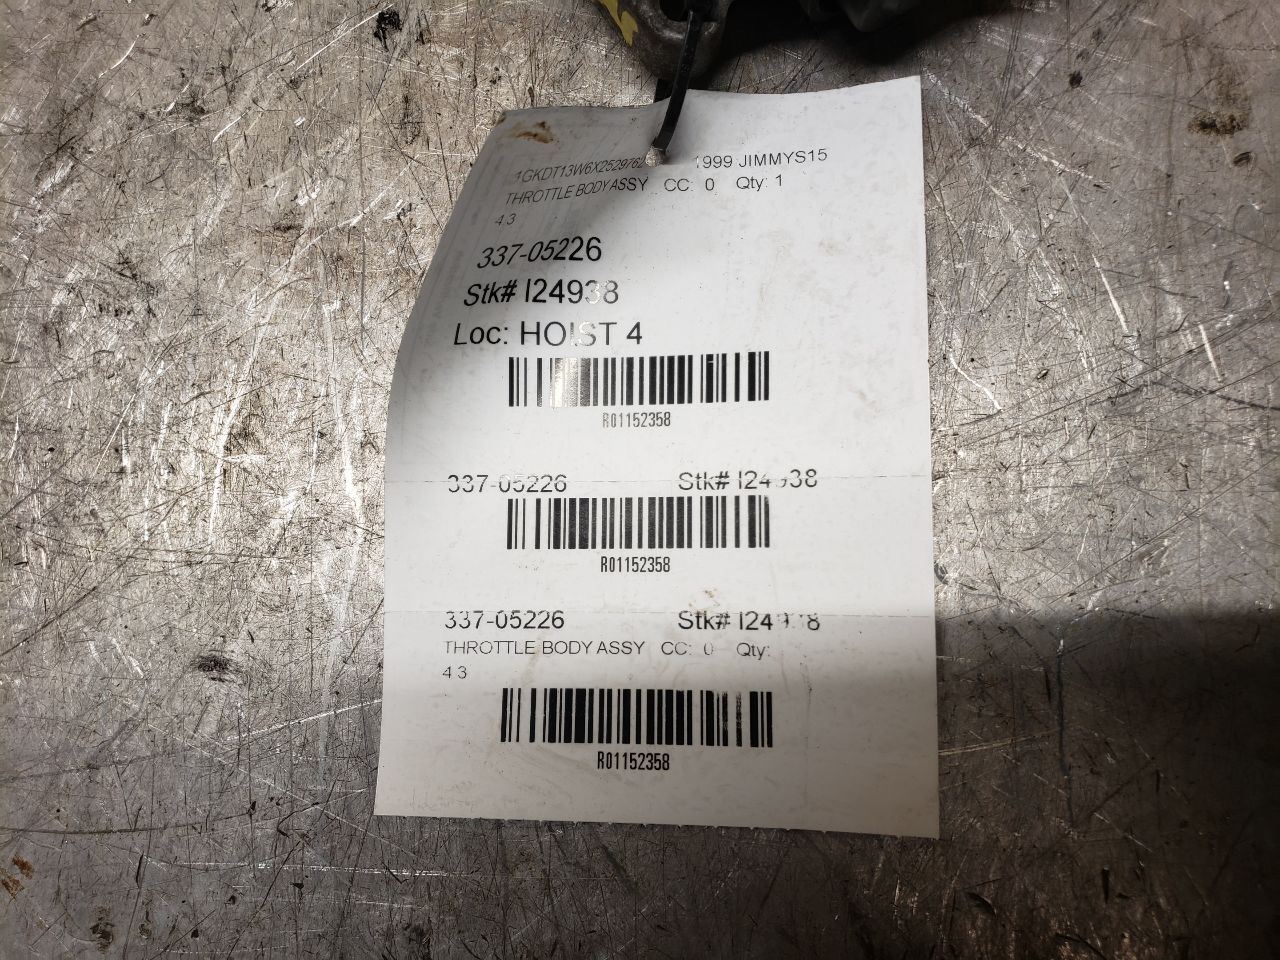 1999 JIMMYS15
THROTTLE BODY ASSY CC: 0 Qty: 1
4.3
337-05226
Stk# I24938
Loc: HOIST 4
R01152358
337-05226 Stk# I24938
R01152358
337-05226 Stk# I24938
THROTTLE BODY ASSY CC: 0 Qty:
4.3
R01152358